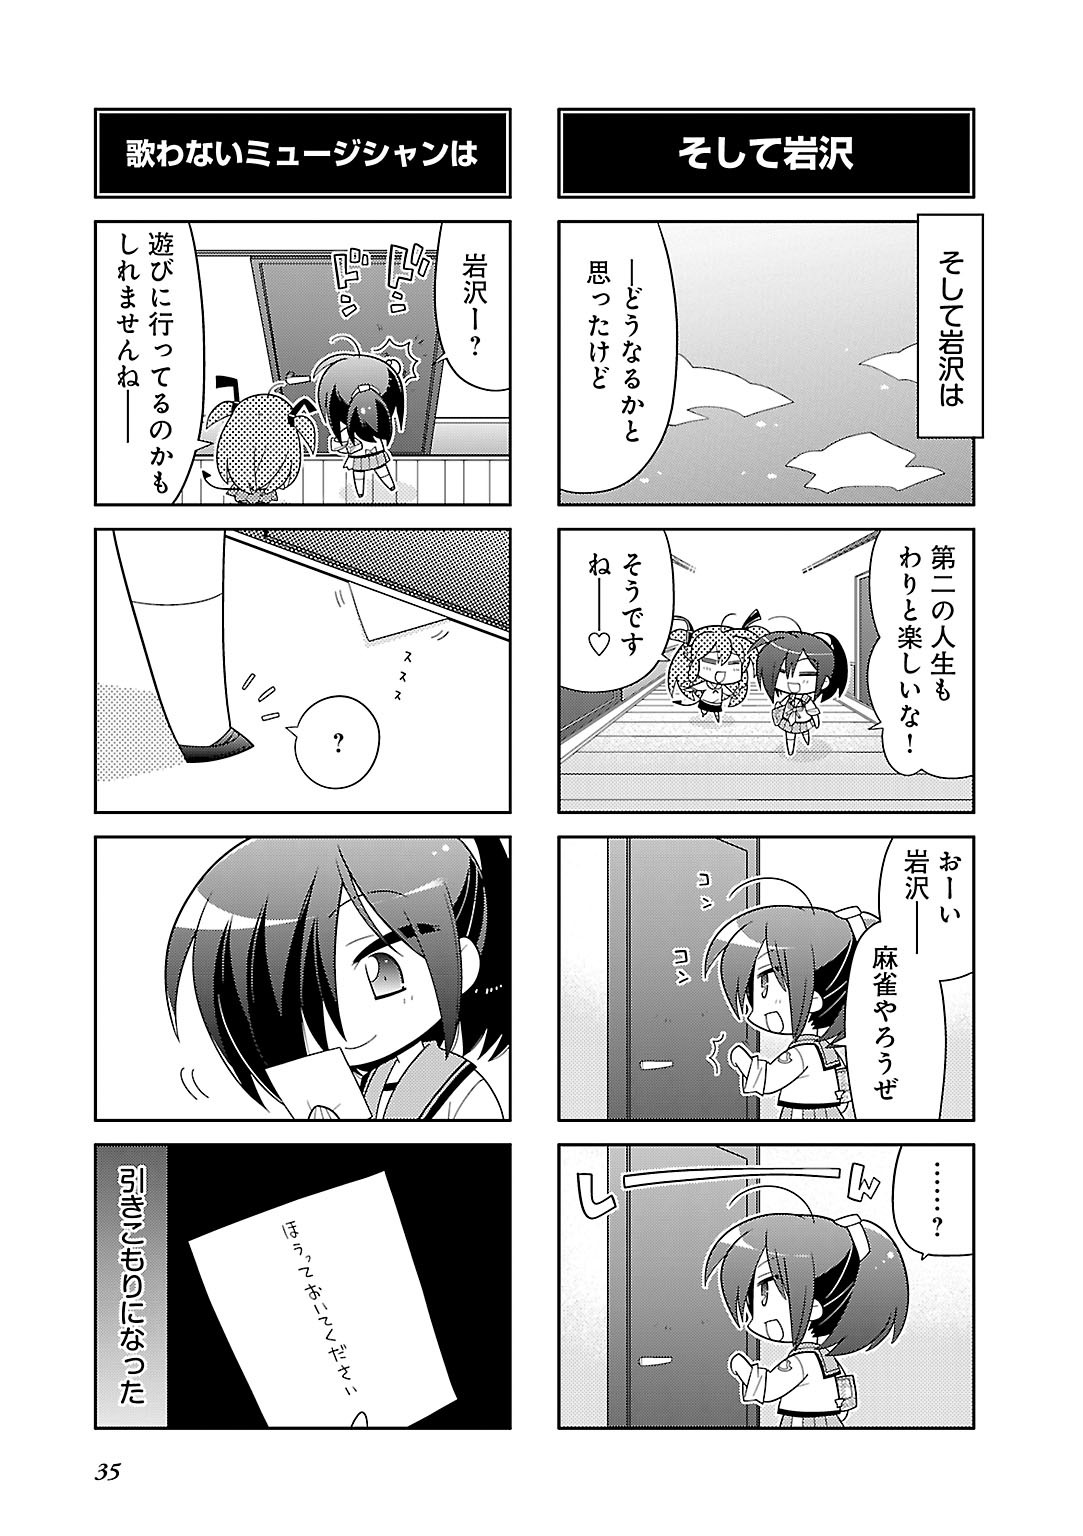 そして岩沢
そして岩沢は
―どうなるかと
思ったけど
第二の人生も
わりと楽しいな!
そうです
ね――♡
おーい
岩沢――
麻雀やろうぜ
コン
コン
……?
しーーーん
歌わないミュージシャンは
岩沢ー?
ドンドン
遊びに行ってるのかも
しれませんね――
ススス
?
ほうっておいてください
引きこもりになった
35